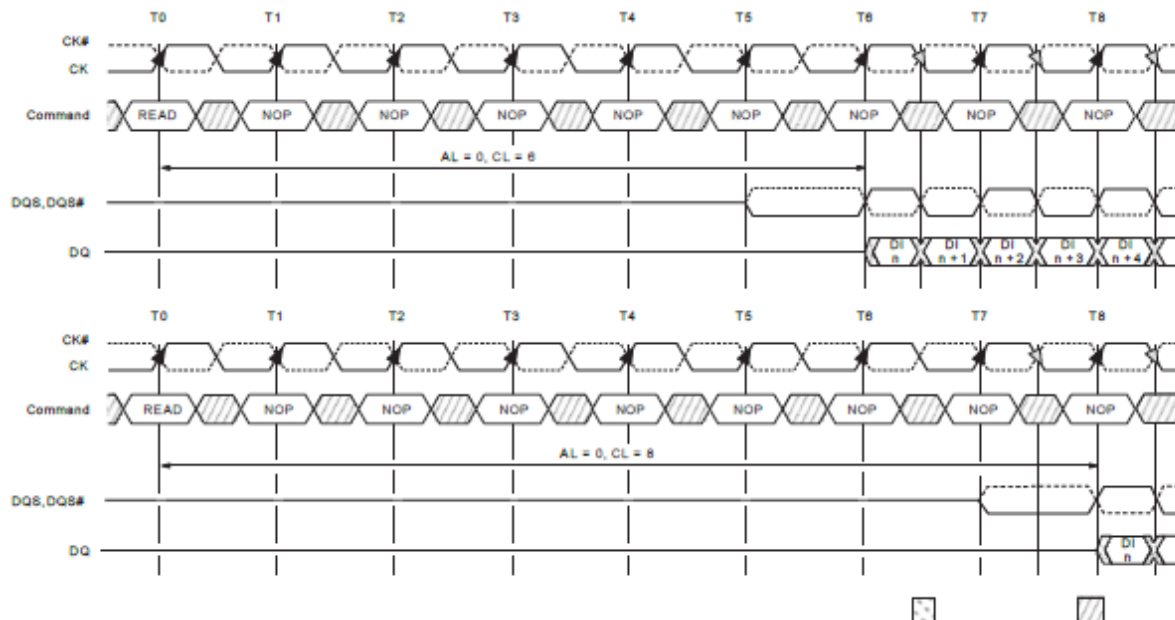 T0 T1 T2 T3 T4 T5 T6 T7 T8
CK#
CK
Command READ NOP NOP NOP NOP NOP NOP NOP NOP
AL = 0, CL = 6
DQS, DQS#
DQ DI n DI n + 1 DI n + 2 DI n + 3 DI n + 4
T0 T1 T2 T3 T4 T5 T6 T7 T8
CK#
CK
Command READ NOP NOP NOP NOP NOP NOP NOP NOP
AL = 0, CL = 8
DQS, DQS#
DQ DI n